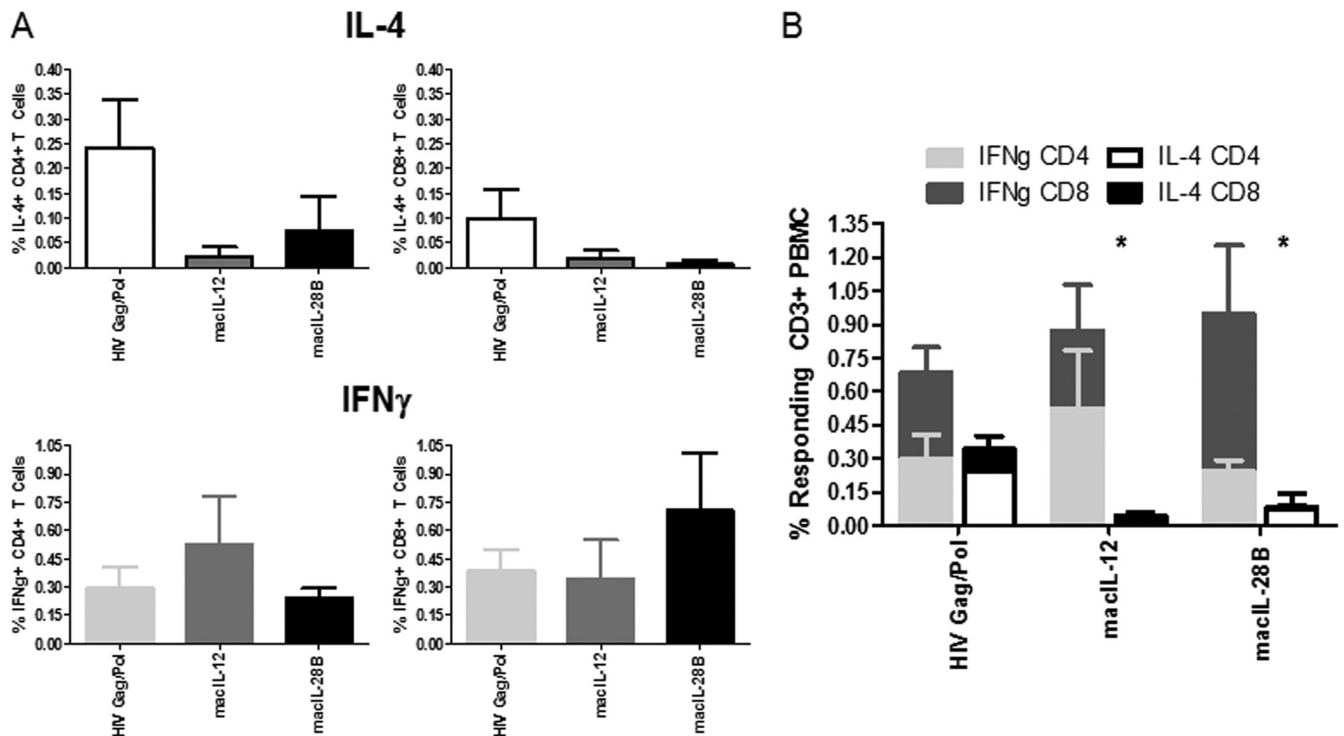 A
IL-4
% IL-4+ CD4+ T Cells
0.40
0.35
0.30
0.25
0.20
0.15
0.10
0.05
0.00
HIV Gag/Pol
macIL-12
macIL-28B
% IL-4+ CD8+ T Cells
0.40
0.35
0.30
0.25
0.20
0.15
0.10
0.05
0.00
HIV Gag/Pol
macIL-12
macIL-28B
IFNγ
% IFNg+ CD4+ T Cells
1.05
0.90
0.75
0.60
0.45
0.30
0.15
0.00
HIV Gag/Pol
macIL-12
macIL-28B
% IFNg+ CD8+ T Cells
1.05
0.90
0.75
0.60
0.45
0.30
0.15
0.00
HIV Gag/Pol
macIL-12
macIL-28B
B
IFNg CD4 IL-4 CD4
IFNg CD8 IL-4 CD8
% Responding CD3+ PBMC
1.35
1.20
1.05
0.90
0.75
0.60
0.45
0.30
0.15
0.00
* *
HIV Gag/Pol
macIL-12
macIL-28B